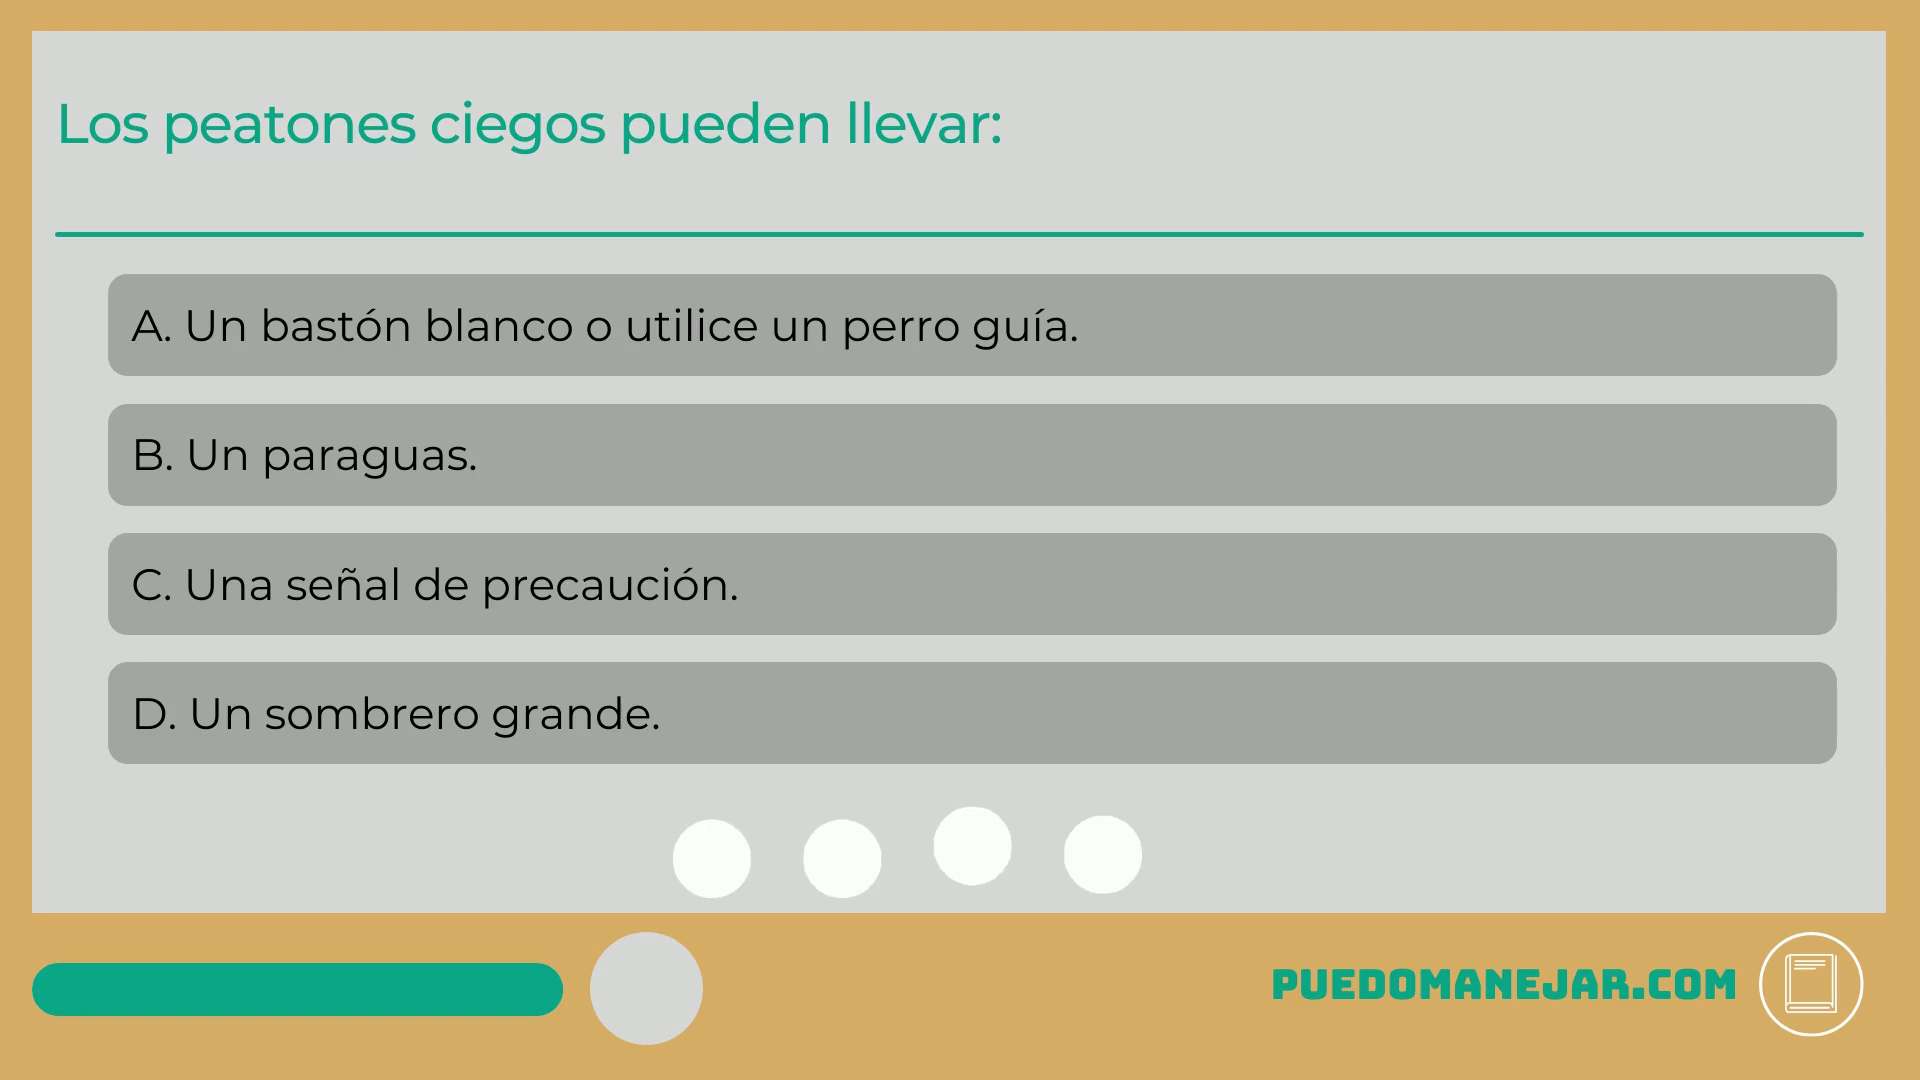 Los peatones ciegos pueden llevar:
A. Un bastón blanco o utilice un perro guía.
B. Un paraguas.
C. Una señal de precaución.
D. Un sombrero grande.
PUEDOMANEJAR.COM